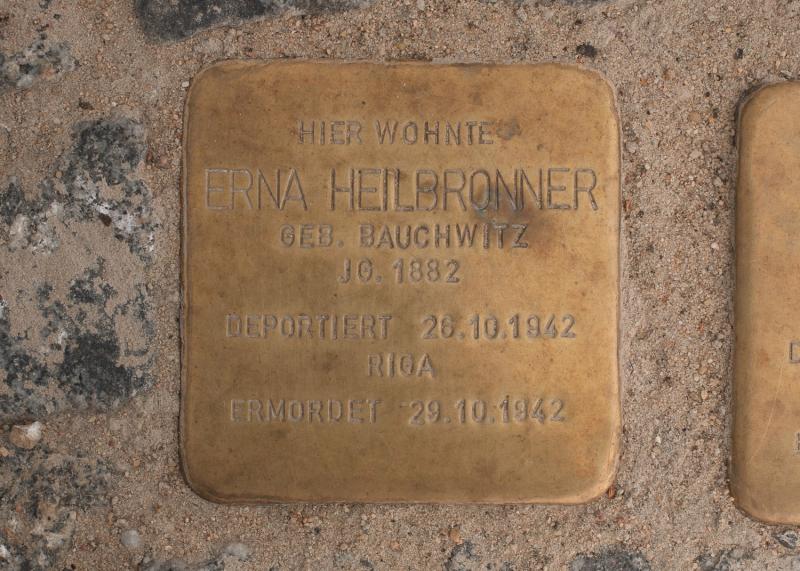 HIER WOHNTE
ERNA HEILBRONNER
GEB. BAUCHWITZ
JG. 1882
DEPORTIERT 26.10.1942
RIGA
ERMORDET 29.10.1942